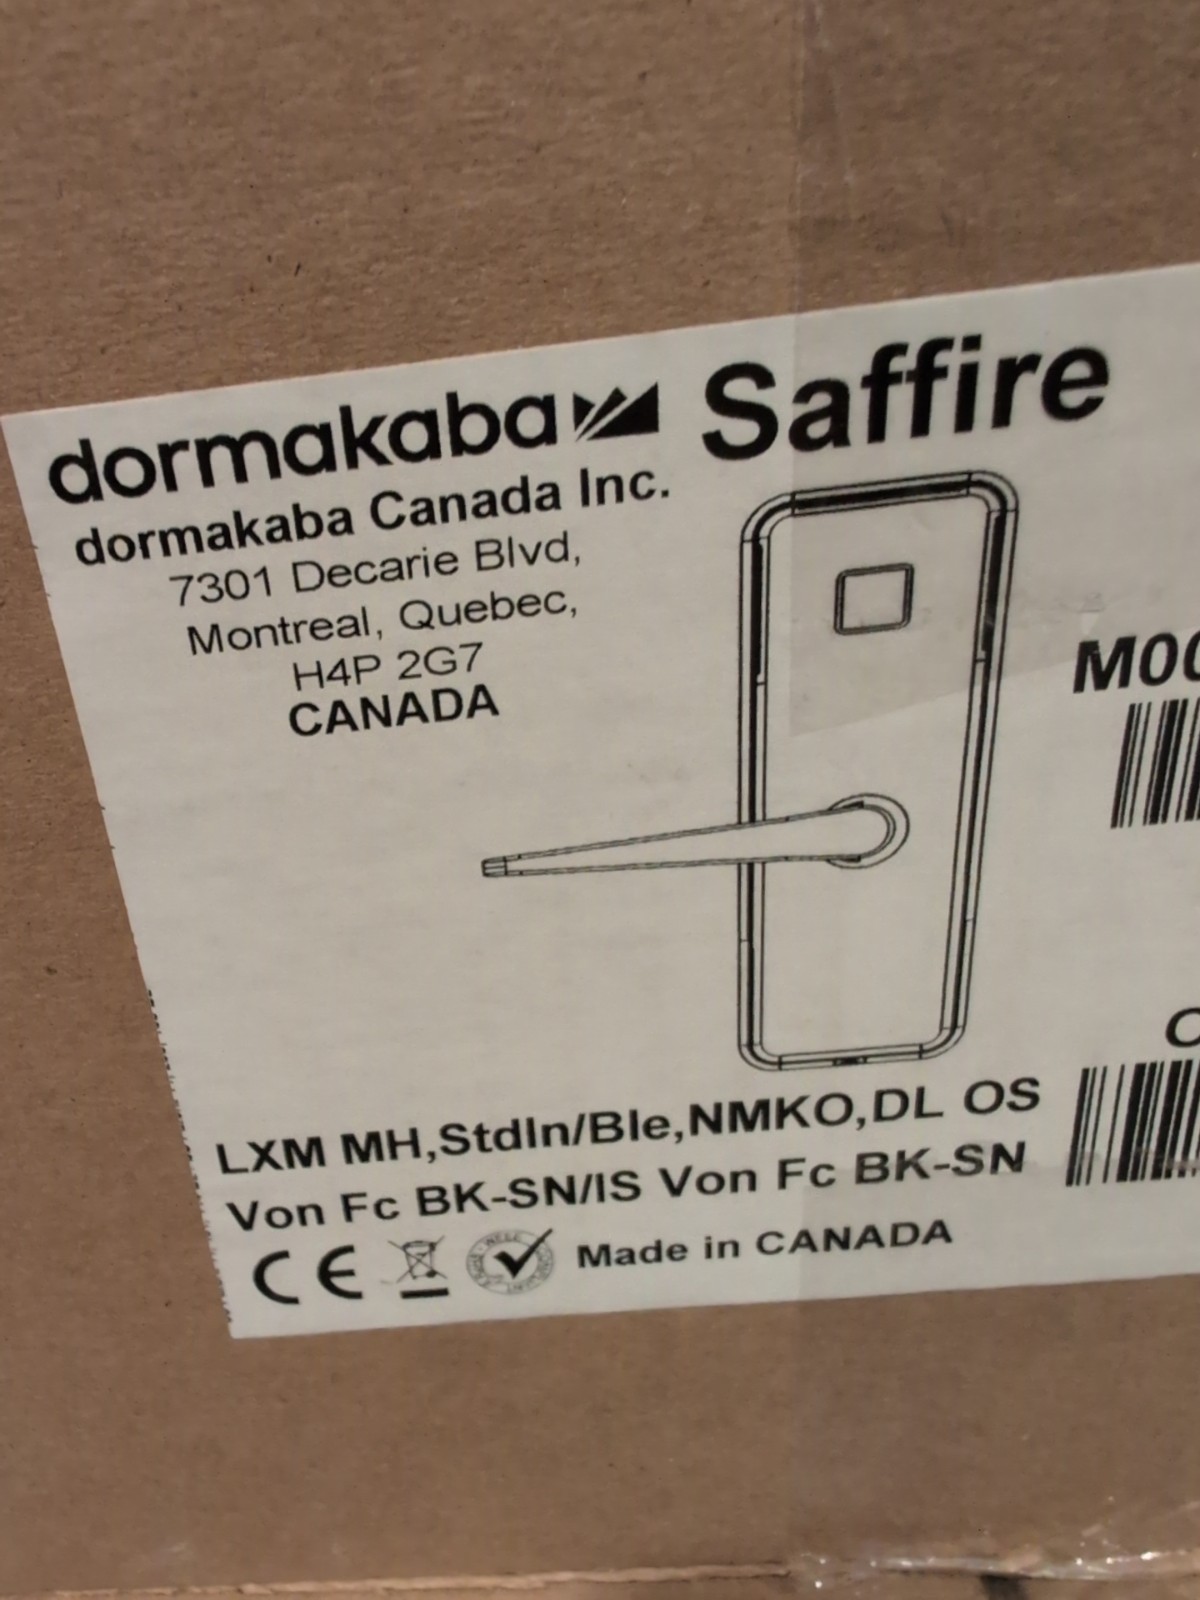 dormakaba
Saffire
dormakaba Canada Inc.
7301 Decarie Blvd,
Montreal, Quebec,
H4P 2G7
CANADA
LXM MH,StdIn/Ble,NMKO,DL OS
Von Fc BK-SN/IS Von Fc BK-SN
CE
Made in CANADA